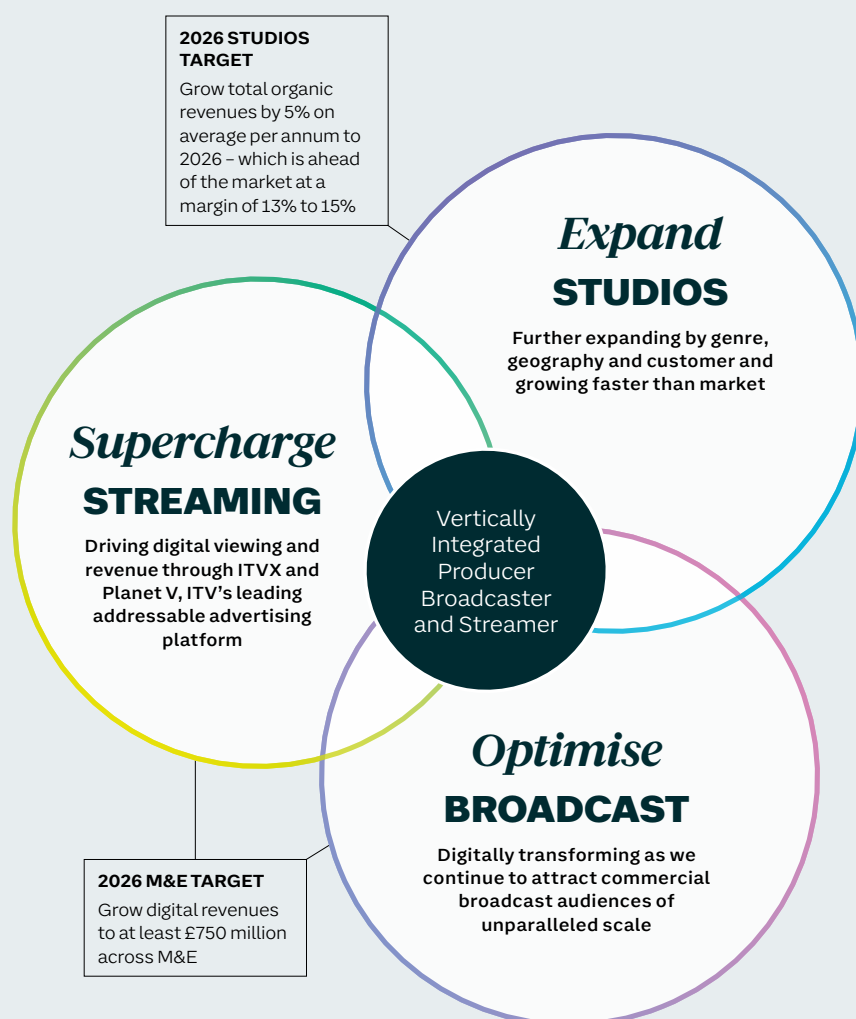 2026 STUDIOS
TARGET
Grow total organic
revenues by 5% on
average per annum to
2026 – which is ahead
of the market at a
margin of 13% to 15%
Expand
STUDIOS
Further expanding by genre,
geography and customer and
growing faster than market
Supercharge
STREAMING
Driving digital viewing and
revenue through ITVX and
Planet V, ITV’s leading
addressable advertising
platform
Vertically
Integrated
Producer
Broadcaster
and Streamer
Optimise
BROADCAST
Digitally transforming as we
continue to attract commercial
broadcast audiences of
unparalleled scale
2026 M&E TARGET
Grow digital revenues
to at least £750 million
across M&E